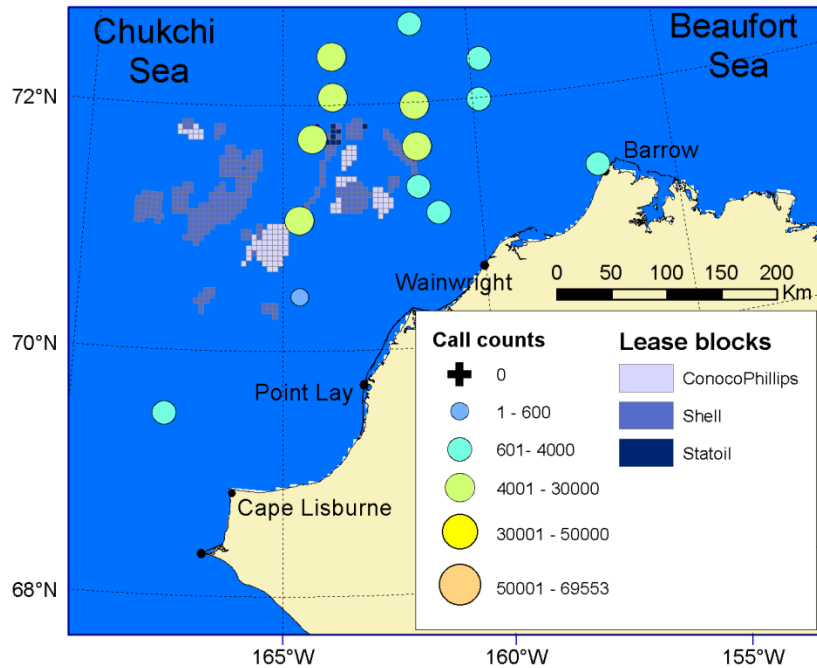 Chukchi
Sea
Beaufort
Sea
72°N
Barrow
Wainwright
0 50 100 150 200
Km
70°N
Point Lay
Cape Lisburne
68°N
Call counts
0
1 - 600
601- 4000
4001 - 30000
30001 - 50000
50001 - 69553
Lease blocks
ConocoPhillips
Shell
Statoil
165°W
160°W
155°W